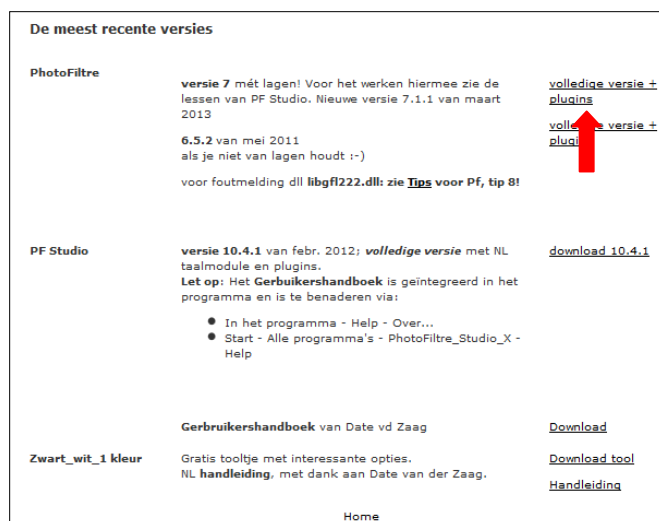 De meest recente versies
PhotoFiltre
versie 7 mét lagen! Voor het werken hiermee zie de
lessen van PF Studio. Nieuwe versie 7.1.1 van maart
2013
volledige versie +
plugins
6.5.2 van mei 2011
als je niet van lagen houdt :-)
versie +
voor foutmelding dll libgfl222.dll: zie Tips voor Pf, tip 8!
PF Studio
versie 10.4.1 van febr. 2012; volledige versie met NL
taalmodule en plugins.
Let op: Het Gerbuikershandboek is geïntegreerd in het
programma en is te benaderen via:
In het programma - Help - Over...
Start - Alle programma's - PhotoFiltre_Studio_X -
Help
download 10.4.1
Gerbruikershandboek van Date vd Zaag
Download
Zwart_wit_1 kleur
Gratis tooltje met interessante opties.
NL handleiding, met dank aan Date van der Zaag.
Download tool
Handleiding
Home